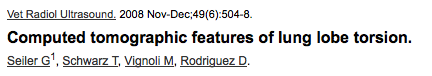 Vet Radiol Ultrasound. 2008 Nov-Dec;49(6):504-8.
Computed tomographic features of lung lobe torsion.
Seiler G1, Schwarz T, Vignoli M, Rodriguez D.